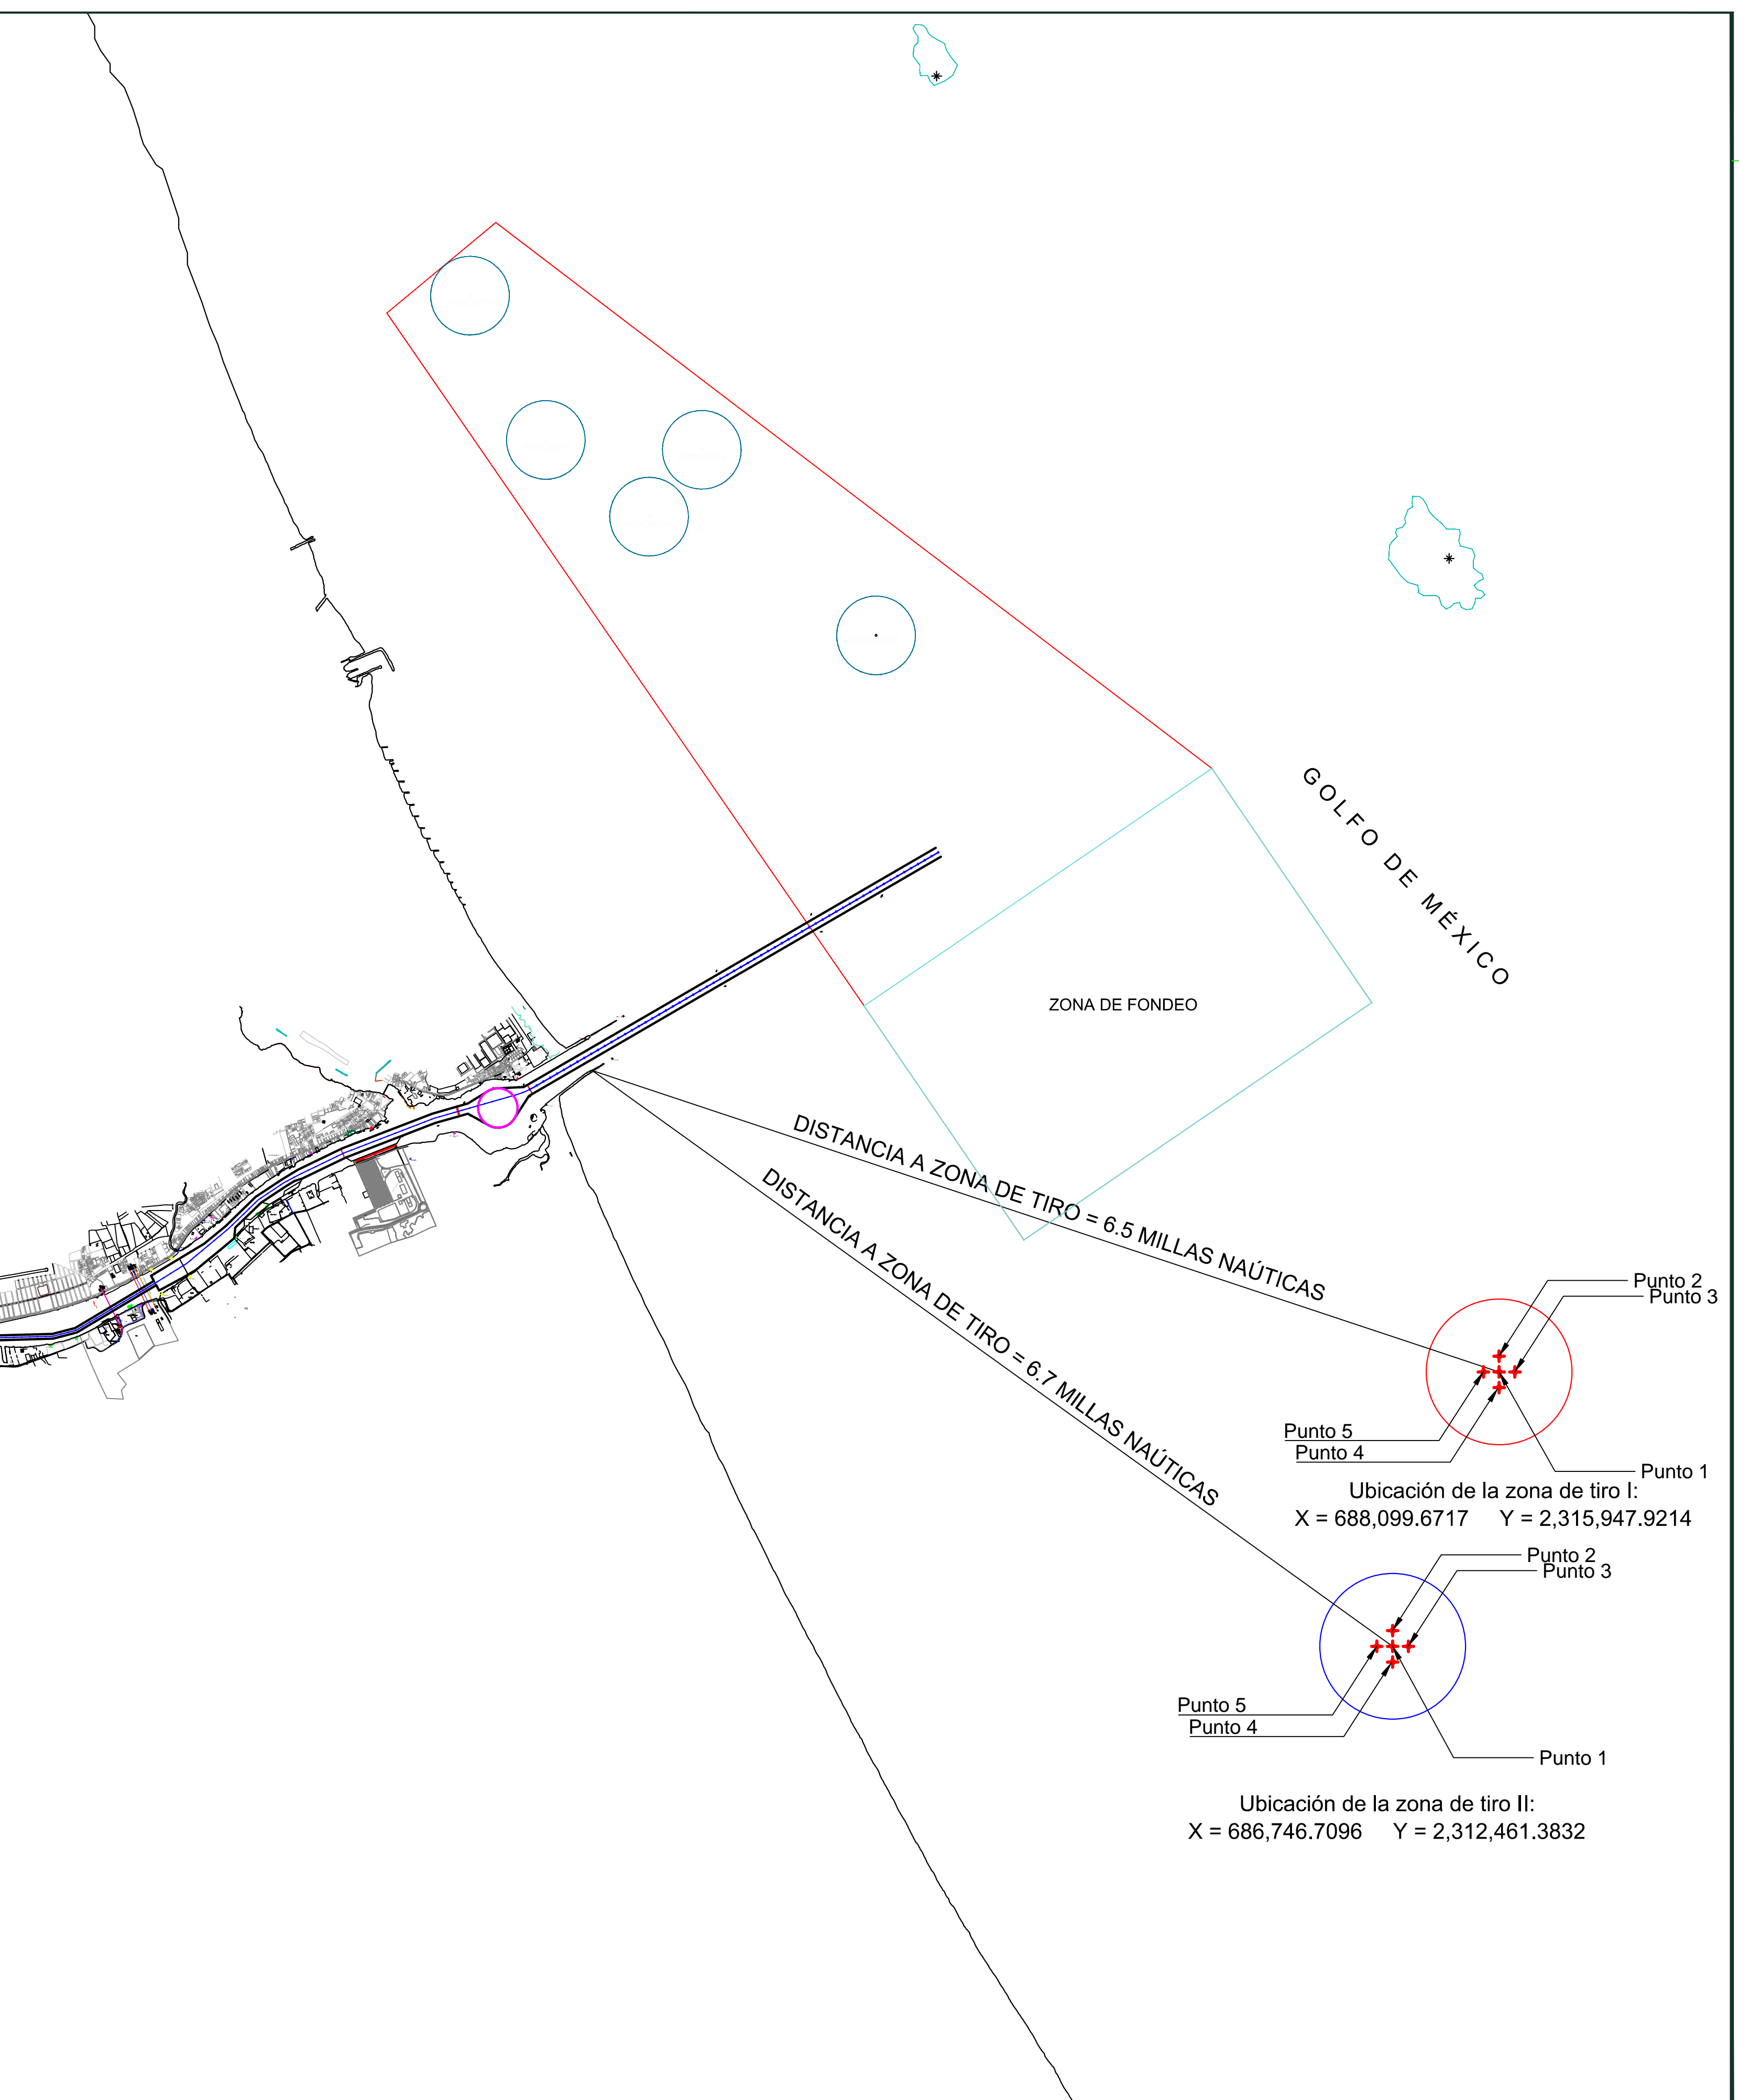 GOLFO DE MÉXICO
ZONA DE FONDEO
DISTANCIA A ZONA DE TIRO = 6.5 MILLAS NAÚTICAS
DISTANCIA A ZONA DE TIRO = 6.7 MILLAS NAÚTICAS
Punto 2
Punto 3
Punto 5
Punto 4
Punto 1
Ubicación de la zona de tiro I:
X = 688,099.6717 Y = 2,315,947.9214
Punto 2
Punto 3
Punto 5
Punto 4
Punto 1
Ubicación de la zona de tiro II:
X = 686,746.7096 Y = 2,312,461.3832